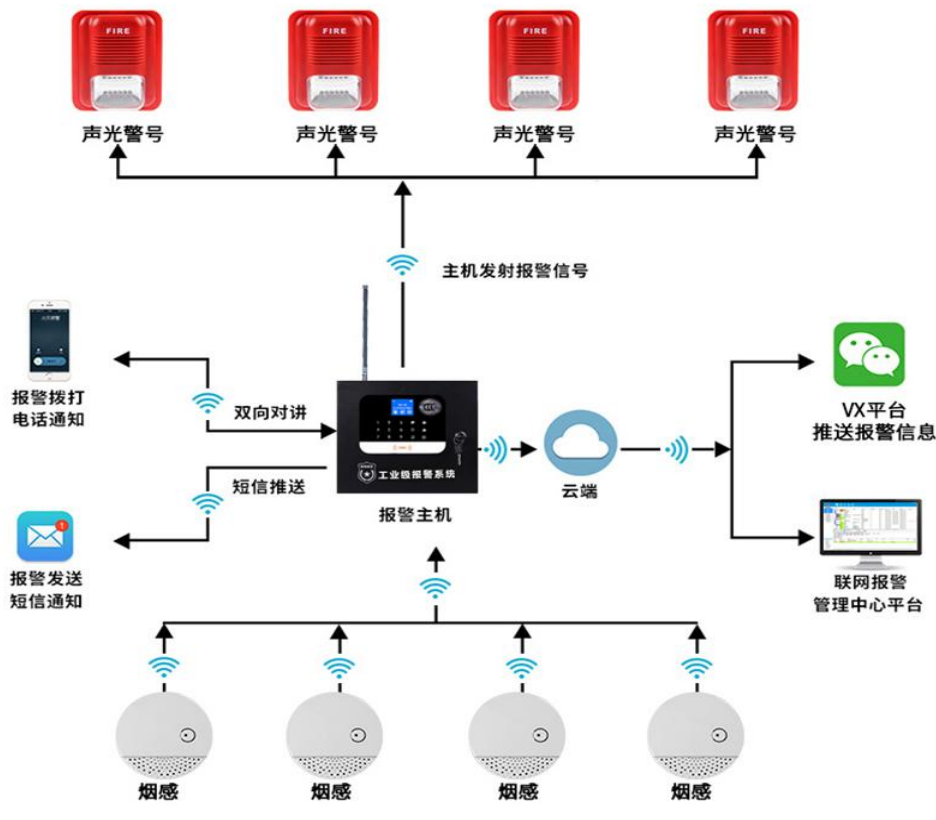 FIRE
FIRE
FIRE
FIRE
声光警号
声光警号
声光警号
声光警号
主机发射报警信号
报警拨打
电话通知
双向对讲
短信推送
工业级报警系统
报警主机
云端
VX平台
推送报警信息
1
报警发送
短信通知
联网报警
管理中心平台
烟感
烟感
烟感
烟感